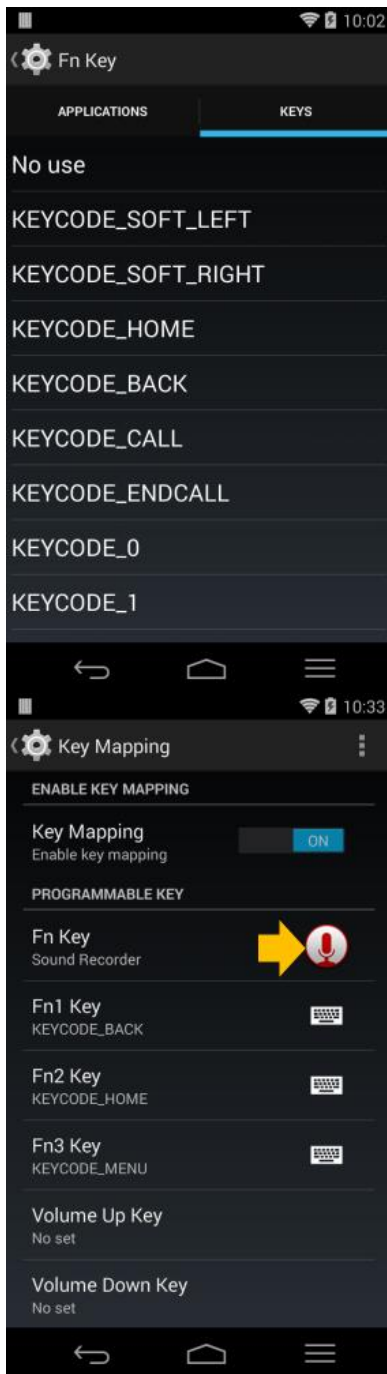 10:02
Fn Key
APPLICATIONS KEYS
No use
KEYCODE_SOFT_LEFT
KEYCODE_SOFT_RIGHT
KEYCODE_HOME
KEYCODE_BACK
KEYCODE_CALL
KEYCODE_ENDCALL
KEYCODE_0
KEYCODE_1
10:33
Key Mapping
ENABLE KEY MAPPING
Key Mapping
ON
Enable key mapping
PROGRAMMABLE KEY
Fn Key
Sound Recorder
Fn1 Key
KEYCODE_BACK
Fn2 Key
KEYCODE_HOME
Fn3 Key
KEYCODE_MENU
Volume Up Key
No set
Volume Down Key
No set